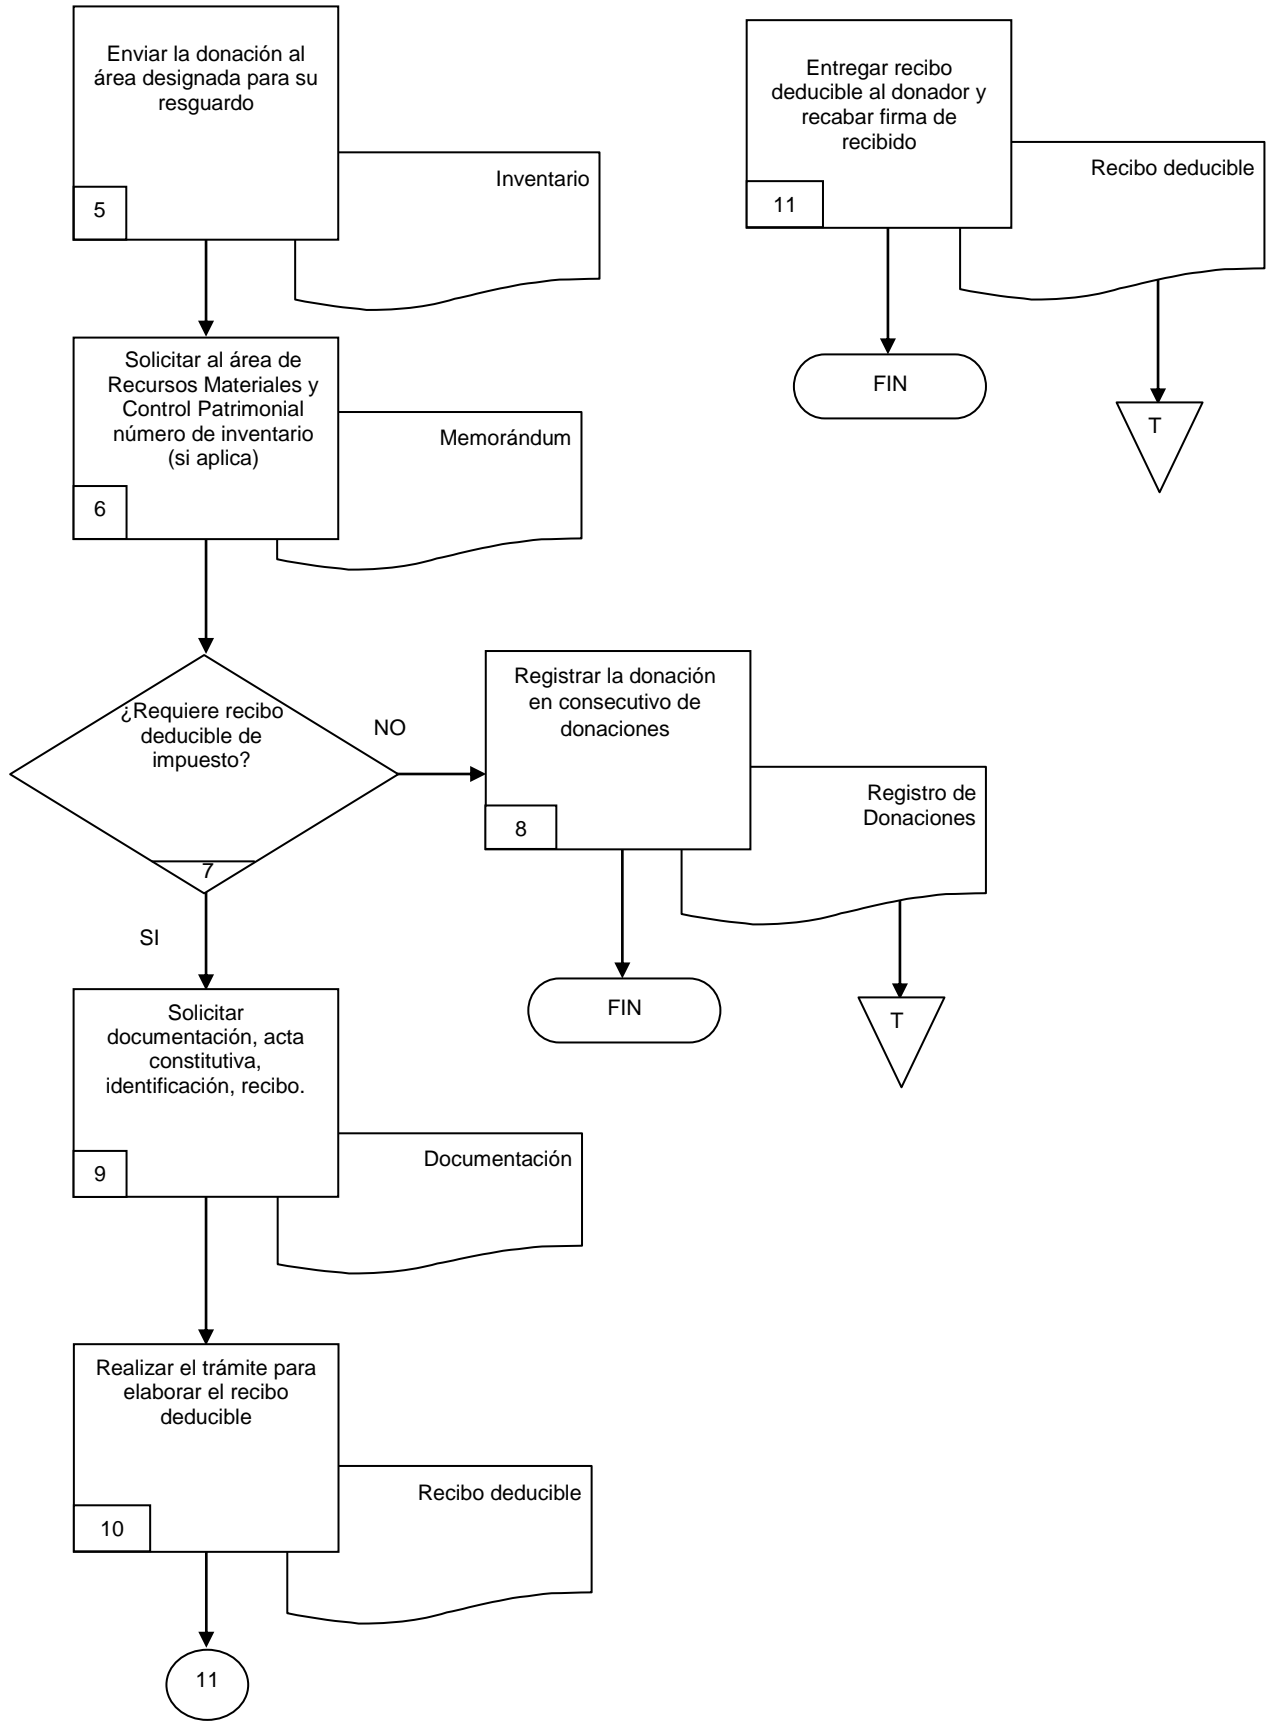 Enviar la donación al
área designada para su
resguardo
Inventario
5
Solicitar al área de
Recursos Materiales y
Control Patrimonial
número de inventario
(si aplica)
Memorándum
6
¿Requiere recibo
deducible de
impuesto?
7
NO
Registrar la donación
en consecutivo de
donaciones
Registro de
Donaciones
8
FIN
T
SI
Solicitar
documentación, acta
constitutiva,
identificación, recibo.
Documentación
9
Realizar el trámite para
elaborar el recibo
deducible
Recibo deducible
10
11
Entregar recibo
deducible al donador y
recabar firma de
recibido
Recibo deducible
11
FIN
T